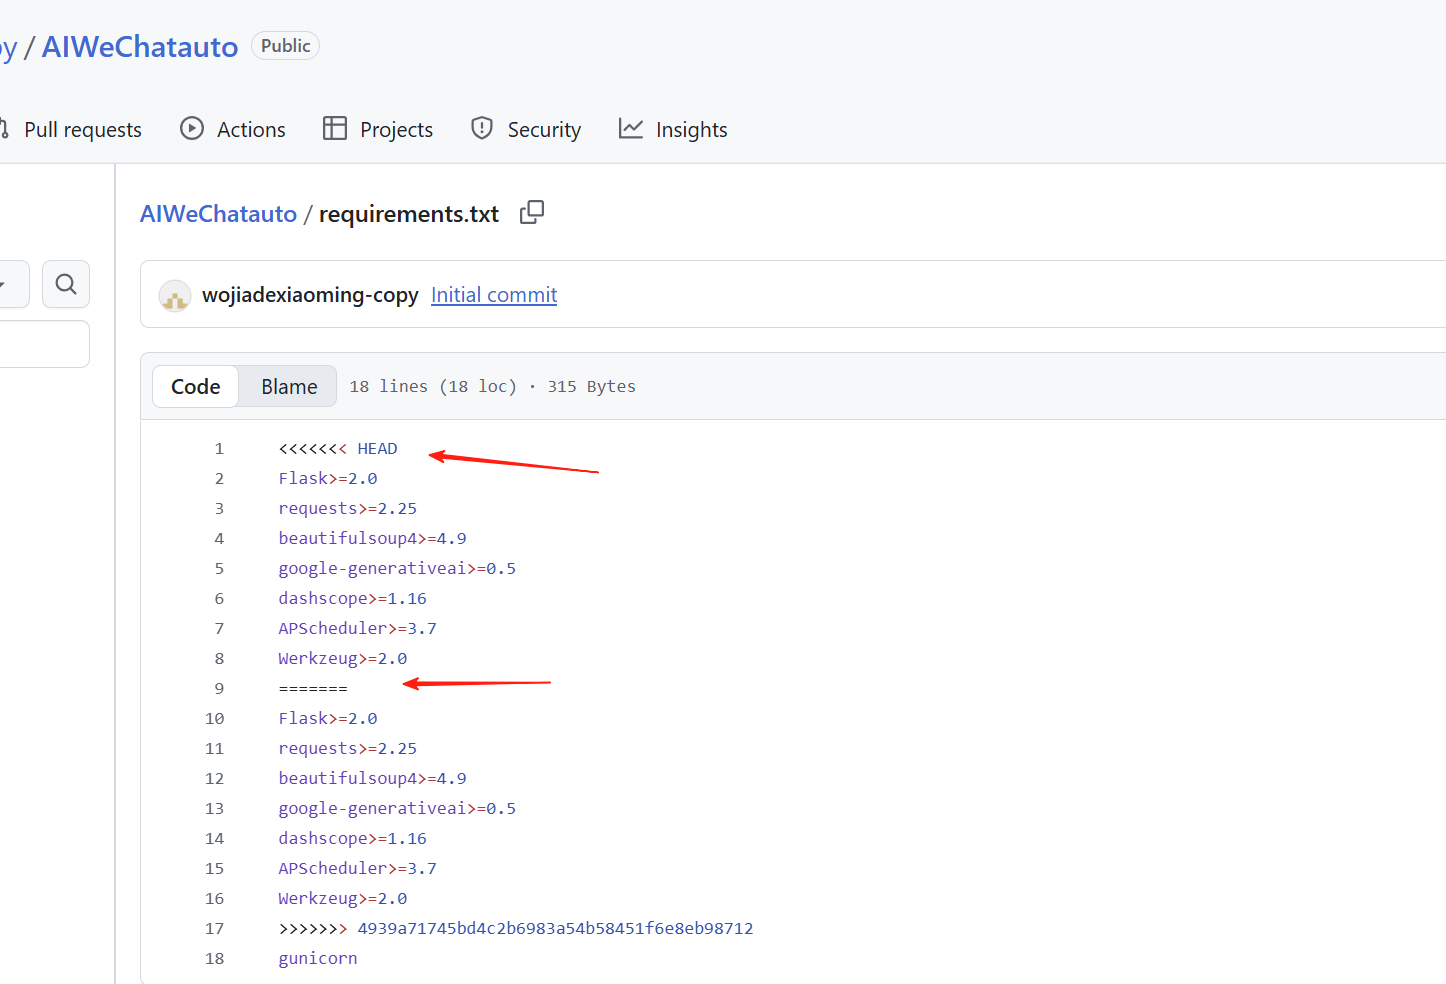 y / AIWeChatauto Public
Pull requests Actions Projects Security Insights
AIWeChatauto / requirements.txt
wojiadexiaoming-copy Initial commit
Code Blame 18 lines (18 loc) · 315 Bytes
1 <<<<<<< HEAD
2 Flask>=2.0
3 requests>=2.25
4 beautifulsoup4>=4.9
5 google-generativeai>=0.5
6 dashscope>=1.16
7 APScheduler>=3.7
8 Werkzeug>=2.0
9 =======
10 Flask>=2.0
11 requests>=2.25
12 beautifulsoup4>=4.9
13 google-generativeai>=0.5
14 dashscope>=1.16
15 APScheduler>=3.7
16 Werkzeug>=2.0
17 >>>>>>> 4939a71745bd4c2b6983a54b58451f6e8eb98712
18 gunicorn